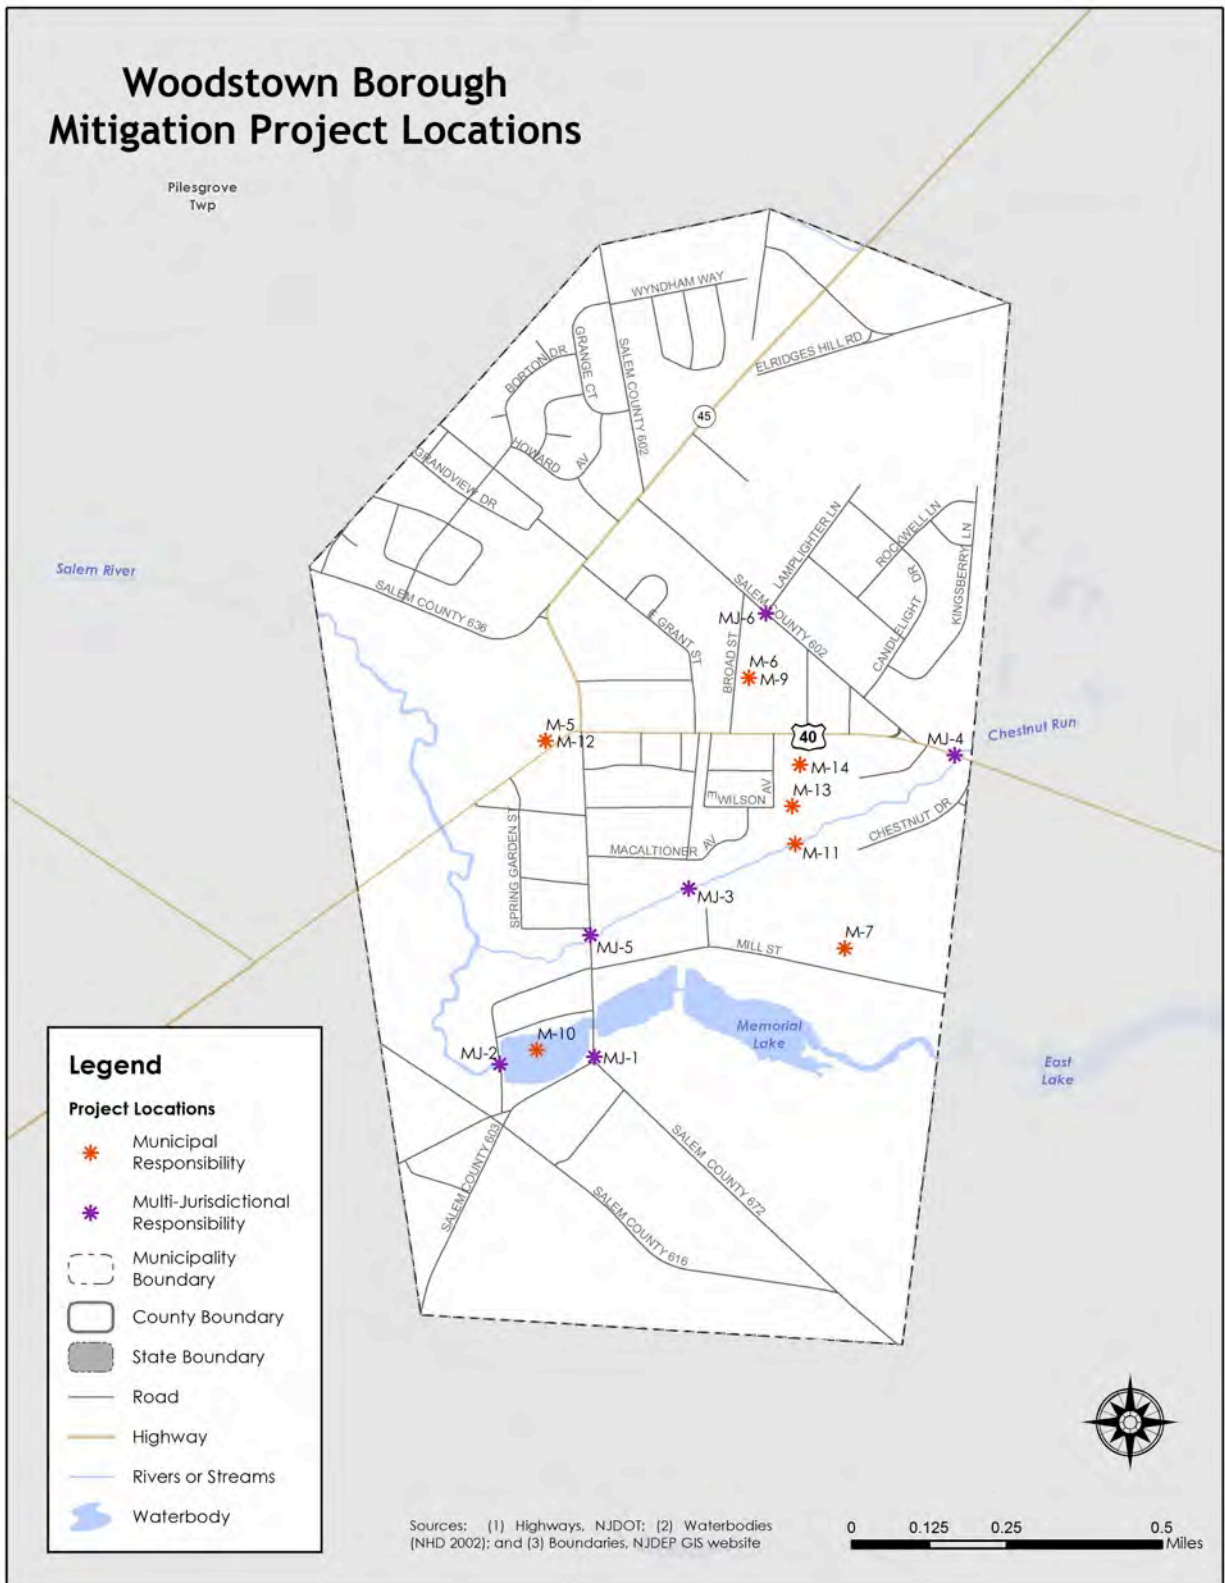 Woodstown Borough
Mitigation Project Locations
Pilesgrove
Twp
WYNDHAM WAY
ELRIDGES HILL RD
GRANGE CT
BORTON DR
SALEM COUNTY 602
45
HOWARD AV
GRANDVIEW DR
LAMPLIGHTER LN
ROCKWELL LN
KINGSBERRY LN
Salem River
SALEM COUNTY 636
SALEM COUNTY 602
CANDLELIGHT DR
E GRANT ST
MJ-6
BROAD ST
M-6
M-9
M-5
M-12
40
MJ-4
Chestnut Run
M-14
M-13
E WILSON AV
CHESTNUT DR
SPRING GARDEN ST
MACALTIONER AV
M-11
MJ-3
MJ-5
M-7
MILL ST
Memorial
Lake
M-10
MJ-2
MJ-1
East
Lake
SALEM COUNTY 603
SALEM COUNTY 672
SALEM COUNTY 616
Legend
Project Locations
Municipal
Responsibility
Multi-Jurisdictional
Responsibility
Municipality
Boundary
County Boundary
State Boundary
Road
Highway
Rivers or Streams
Waterbody
Sources: (1) Highways, NJDOT; (2) Waterbodies
(NHD 2002); and (3) Boundaries, NJDEP GIS website
0 0.125 0.25 0.5
Miles